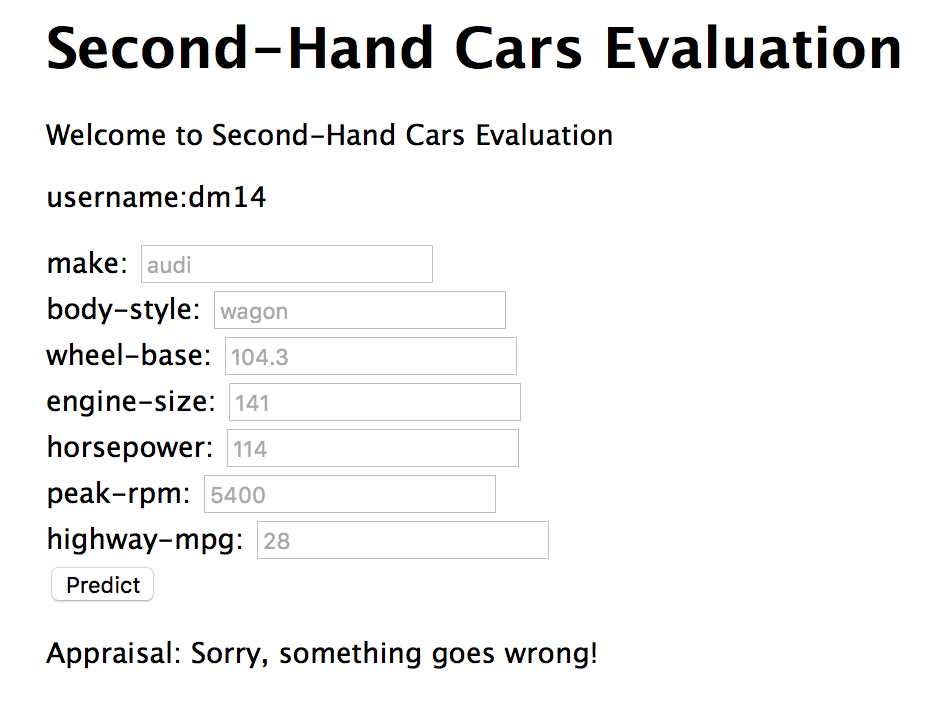 Second-Hand Cars Evaluation
Welcome to Second-Hand Cars Evaluation
username:dm14
make: audi
body-style: wagon
wheel-base: 104.3
engine-size: 141
horsepower: 114
peak-rpm: 5400
highway-mpg: 28
Predict
Appraisal: Sorry, something goes wrong!